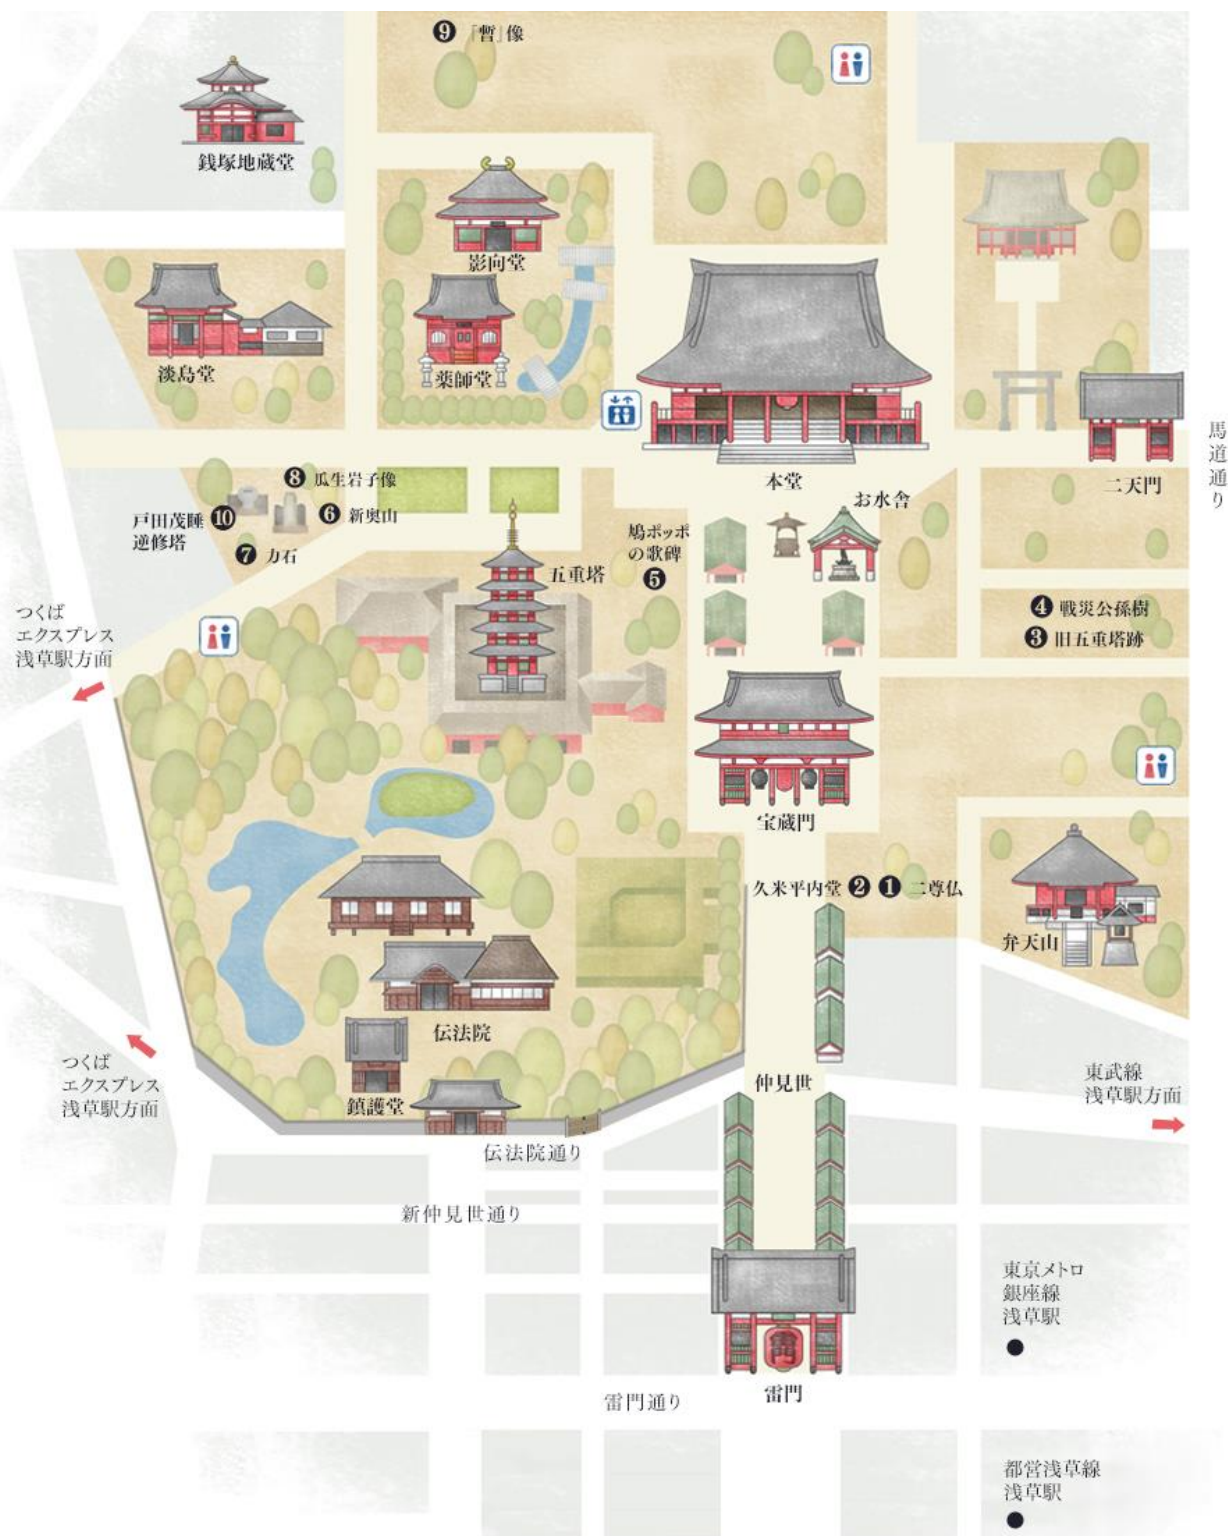 ❾ 「暫」像
銭塚地蔵堂
影向堂
淡島堂
薬師堂
馬
道
通
り
本堂
二天門
❽ 瓜生岩子像
お水舎
戸田茂睡 ❿
逆修塔
❻ 新奥山
❼ 力石
鳩ポッポ
の歌碑
❺
五重塔
つくば
エクスプレス
浅草駅方面
❹ 戦災公孫樹
❸ 旧五重塔跡
宝蔵門
久米平内堂 ❷ ❶ 二尊仏
弁天山
伝法院
つくば
エクスプレス
浅草駅方面
仲見世
東武線
浅草駅方面
鎮護堂
伝法院通り
新仲見世通り
東京メトロ
銀座線
浅草駅
雷門
雷門通り
都営浅草線
浅草駅